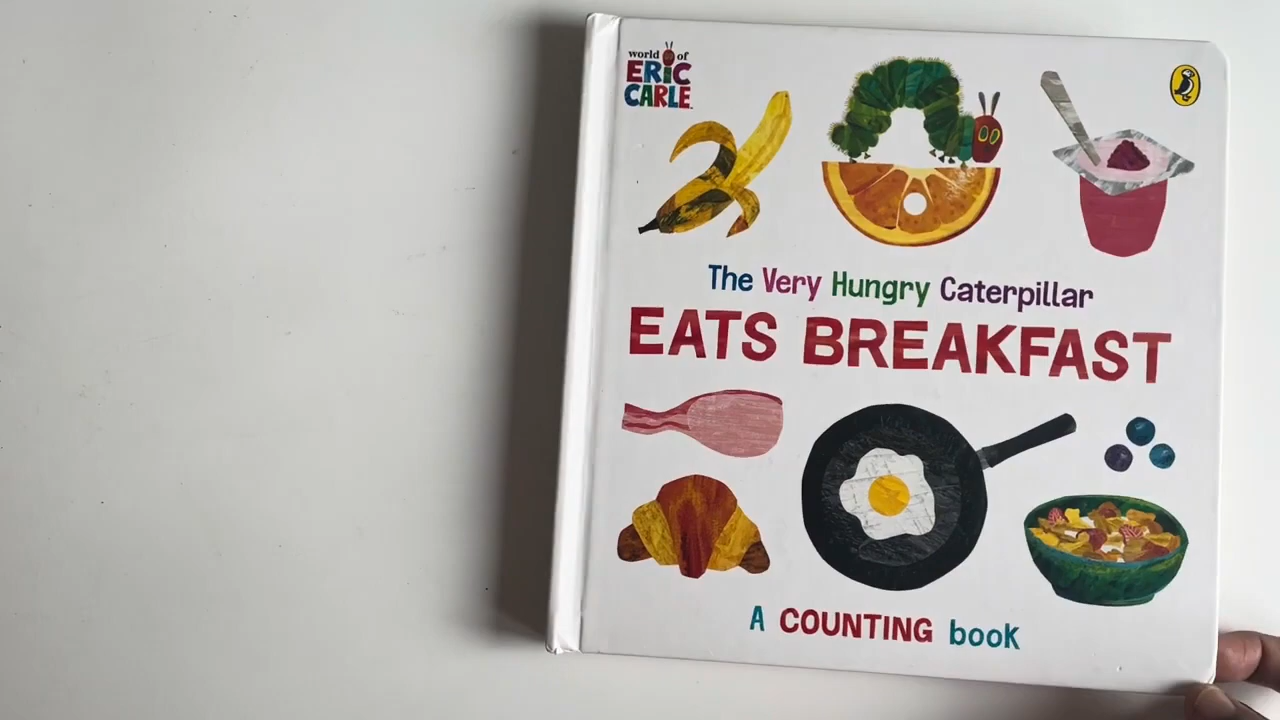 world of
ERIC
CARLE
The Very Hungry Caterpillar
EATS BREAKFAST
A COUNTING book